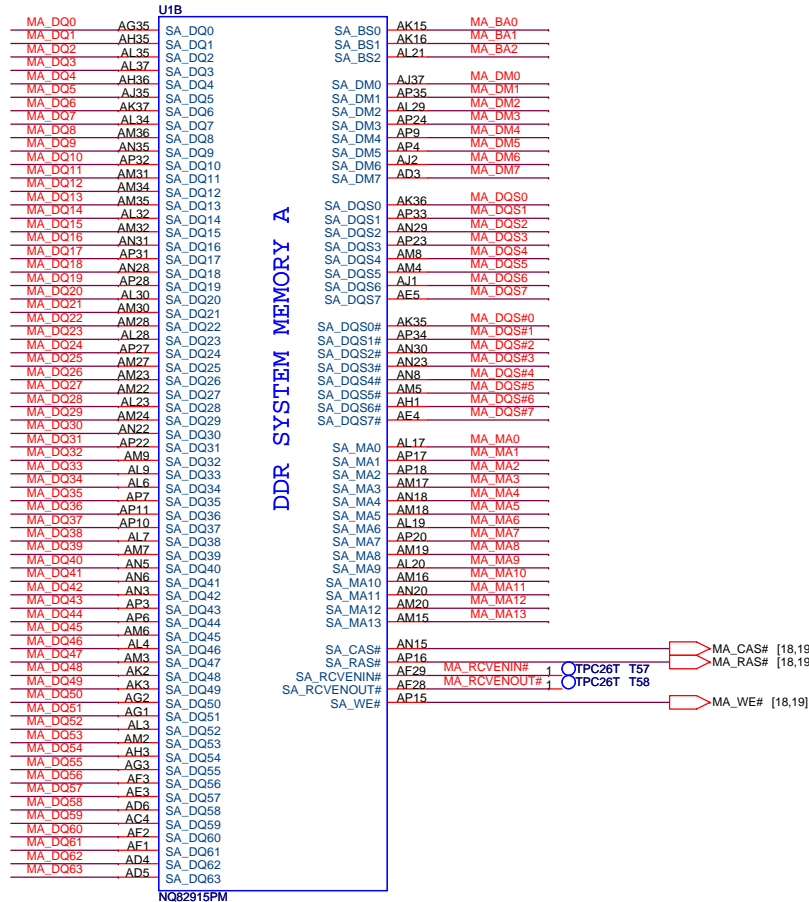 U1B
MA_DQ0 AG35 SA_DQ0
MA_DQ1 AH35 SA_DQ1
MA_DQ2 AL35 SA_DQ2
MA_DQ3 AL37 SA_DQ3
MA_DQ4 AH36 SA_DQ4
MA_DQ5 AJ35 SA_DQ5
MA_DQ6 AK37 SA_DQ6
MA_DQ7 AL34 SA_DQ7
MA_DQ8 AM36 SA_DQ8
MA_DQ9 AN35 SA_DQ9
MA_DQ10 AP32 SA_DQ10
MA_DQ11 AM31 SA_DQ11
MA_DQ12 AM34 SA_DQ12
MA_DQ13 AM35 SA_DQ13
MA_DQ14 AL32 SA_DQ14
MA_DQ15 AM32 SA_DQ15
MA_DQ16 AN31 SA_DQ16
MA_DQ17 AP31 SA_DQ17
MA_DQ18 AN28 SA_DQ18
MA_DQ19 AP28 SA_DQ19
MA_DQ20 AL30 SA_DQ20
MA_DQ21 AM30 SA_DQ21
MA_DQ22 AM28 SA_DQ22
MA_DQ23 AL28 SA_DQ23
MA_DQ24 AP27 SA_DQ24
MA_DQ25 AM27 SA_DQ25
MA_DQ26 AM23 SA_DQ26
MA_DQ27 AM22 SA_DQ27
MA_DQ28 AL23 SA_DQ28
MA_DQ29 AM24 SA_DQ29
MA_DQ30 AN22 SA_DQ30
MA_DQ31 AP22 SA_DQ31
MA_DQ32 AM9 SA_DQ32
MA_DQ33 AL9 SA_DQ33
MA_DQ34 AL6 SA_DQ34
MA_DQ35 AP7 SA_DQ35
MA_DQ36 AP11 SA_DQ36
MA_DQ37 AP10 SA_DQ37
MA_DQ38 AL7 SA_DQ38
MA_DQ39 AM7 SA_DQ39
MA_DQ40 AN5 SA_DQ40
MA_DQ41 AN6 SA_DQ41
MA_DQ42 AN3 SA_DQ42
MA_DQ43 AP3 SA_DQ43
MA_DQ44 AP6 SA_DQ44
MA_DQ45 AM6 SA_DQ45
MA_DQ46 AL4 SA_DQ46
MA_DQ47 AM3 SA_DQ47
MA_DQ48 AK2 SA_DQ48
MA_DQ49 AK3 SA_DQ49
MA_DQ50 AG2 SA_DQ50
MA_DQ51 AG1 SA_DQ51
MA_DQ52 AL3 SA_DQ52
MA_DQ53 AM2 SA_DQ53
MA_DQ54 AH3 SA_DQ54
MA_DQ55 AG3 SA_DQ55
MA_DQ56 AF3 SA_DQ56
MA_DQ57 AE3 SA_DQ57
MA_DQ58 AD6 SA_DQ58
MA_DQ59 AC4 SA_DQ59
MA_DQ60 AF2 SA_DQ60
MA_DQ61 AF1 SA_DQ61
MA_DQ62 AD4 SA_DQ62
MA_DQ63 AD5 SA_DQ63
DDR SYSTEM MEMORY A
SA_BS0 AK15 MA_BA0
SA_BS1 AK16 MA_BA1
SA_BS2 AL21 MA_BA2
SA_DM0 AJ37 MA_DM0
SA_DM1 AP35 MA_DM1
SA_DM2 AL29 MA_DM2
SA_DM3 AP24 MA_DM3
SA_DM4 AP9 MA_DM4
SA_DM5 AP4 MA_DM5
SA_DM6 AJ2 MA_DM6
SA_DM7 AD3 MA_DM7
SA_DQS0 AK36 MA_DQS0
SA_DQS1 AP33 MA_DQS1
SA_DQS2 AN29 MA_DQS2
SA_DQS3 AP23 MA_DQS3
SA_DQS4 AM8 MA_DQS4
SA_DQS5 AM4 MA_DQS5
SA_DQS6 AJ1 MA_DQS6
SA_DQS7 AE5 MA_DQS7
SA_DQS0# AK35 MA_DQS#0
SA_DQS1# AP34 MA_DQS#1
SA_DQS2# AN30 MA_DQS#2
SA_DQS3# AN23 MA_DQS#3
SA_DQS4# AN8 MA_DQS#4
SA_DQS5# AM5 MA_DQS#5
SA_DQS6# AH1 MA_DQS#6
SA_DQS7# AE4 MA_DQS#7
SA_MA0 AL17 MA_MA0
SA_MA1 AP17 MA_MA1
SA_MA2 AP18 MA_MA2
SA_MA3 AM17 MA_MA3
SA_MA4 AN18 MA_MA4
SA_MA5 AM18 MA_MA5
SA_MA6 AL19 MA_MA6
SA_MA7 AP20 MA_MA7
SA_MA8 AM19 MA_MA8
SA_MA9 AL20 MA_MA9
SA_MA10 AM16 MA_MA10
SA_MA11 AN20 MA_MA11
SA_MA12 AM20 MA_MA12
SA_MA13 AM15 MA_MA13
SA_CAS# AN15 MA_CAS# [18,19
SA_RAS# AP16 MA_RAS# [18,19
SA_RCVENIN# AF29 MA_RCVENIN# 1 TPC26T T57
SA_RCVENOUT# AF28 MA_RCVENOUT# 1 TPC26T T58
SA_WE# AP15 MA_WE# [18,19]
NQ82915PM